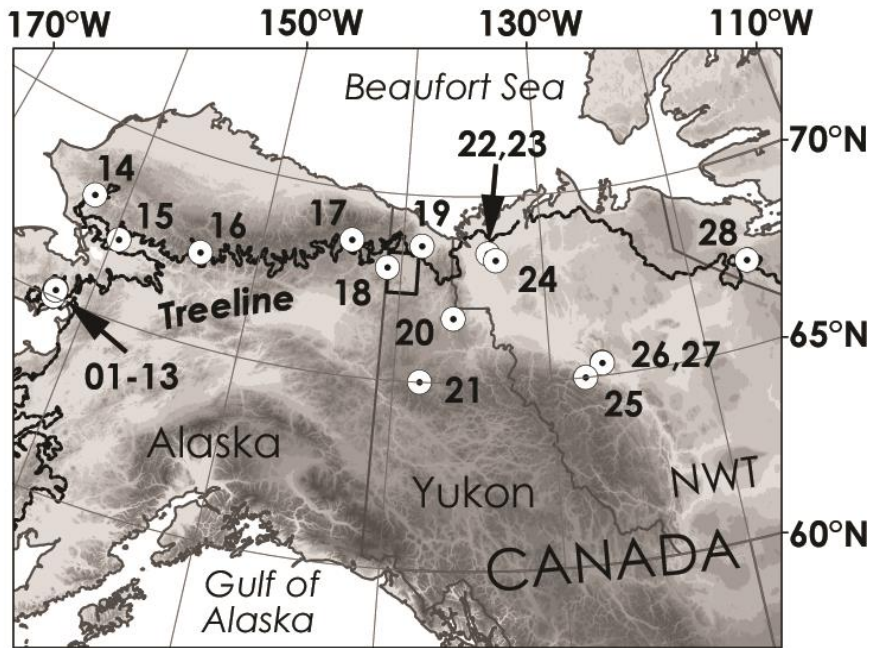 170°W 150°W 130°W 110°W
Beaufort Sea
70°N
22,23
14
15
16
17
19
28
18
24
Treeline
20
65°N
01-13
26,27
21
25
Alaska
Yukon
NWT
60°N
CANADA
Gulf of
Alaska